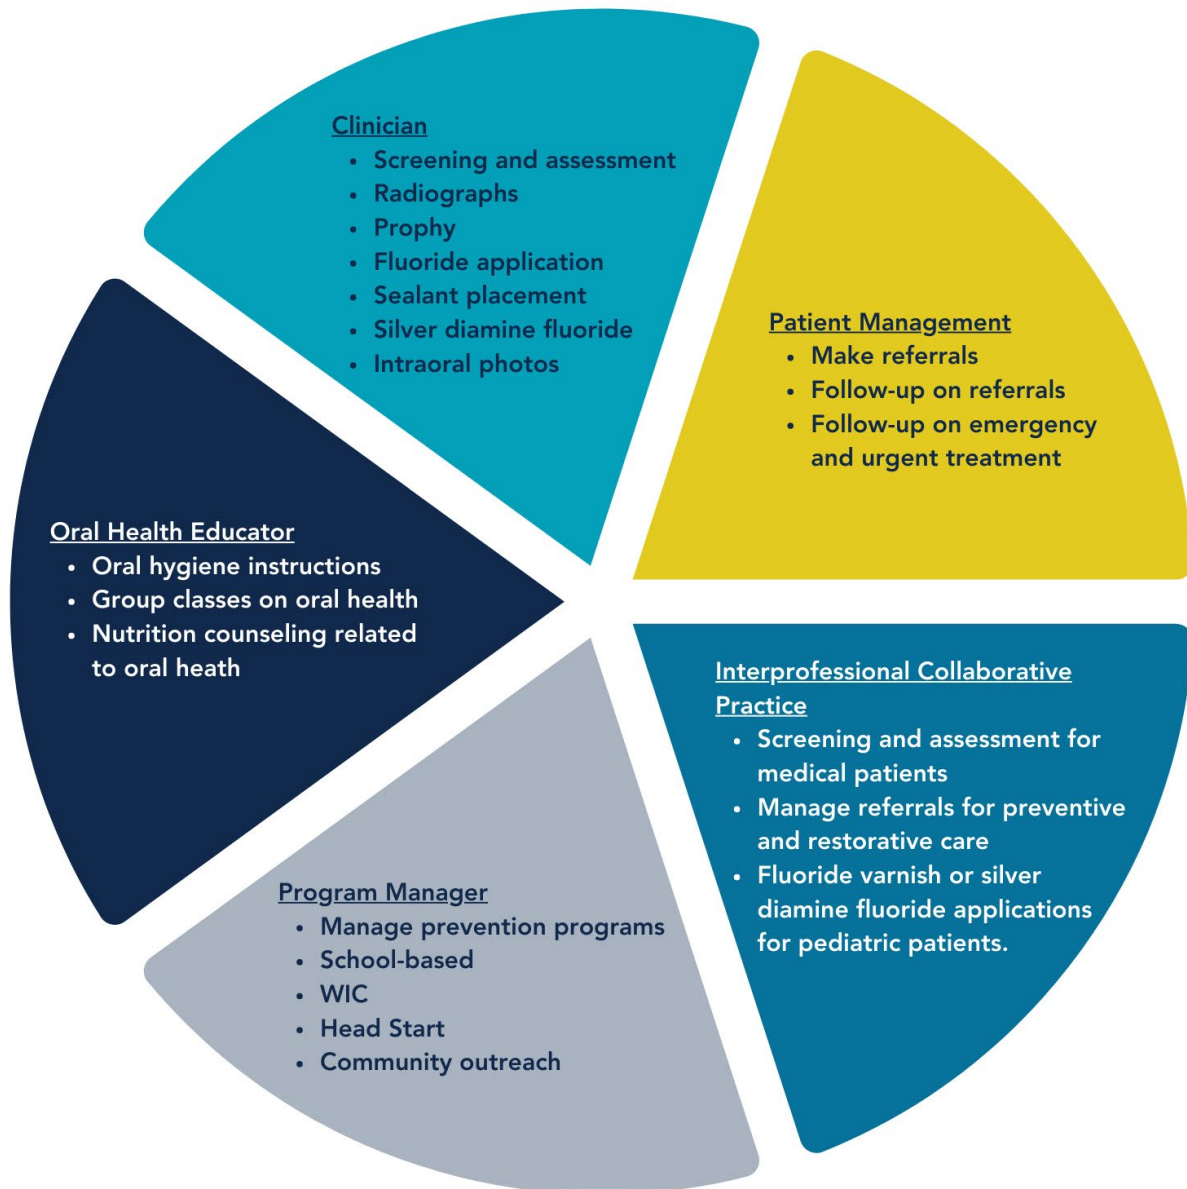 Clinician
• Screening and assessment
• Radiographs
• Prophy
• Fluoride application
• Sealant placement
• Silver diamine fluoride
• Intraoral photos
Patient Management
• Make referrals
• Follow-up on referrals
• Follow-up on emergency
and urgent treatment
Oral Health Educator
• Oral hygiene instructions
• Group classes on oral health
• Nutrition counseling related
to oral heath
Interprofessional Collaborative
Practice
• Screening and assessment for
medical patients
• Manage referrals for preventive
and restorative care
• Fluoride varnish or silver
diamine fluoride applications
for pediatric patients.
Program Manager
• Manage prevention programs
• School-based
• WIC
• Head Start
• Community outreach